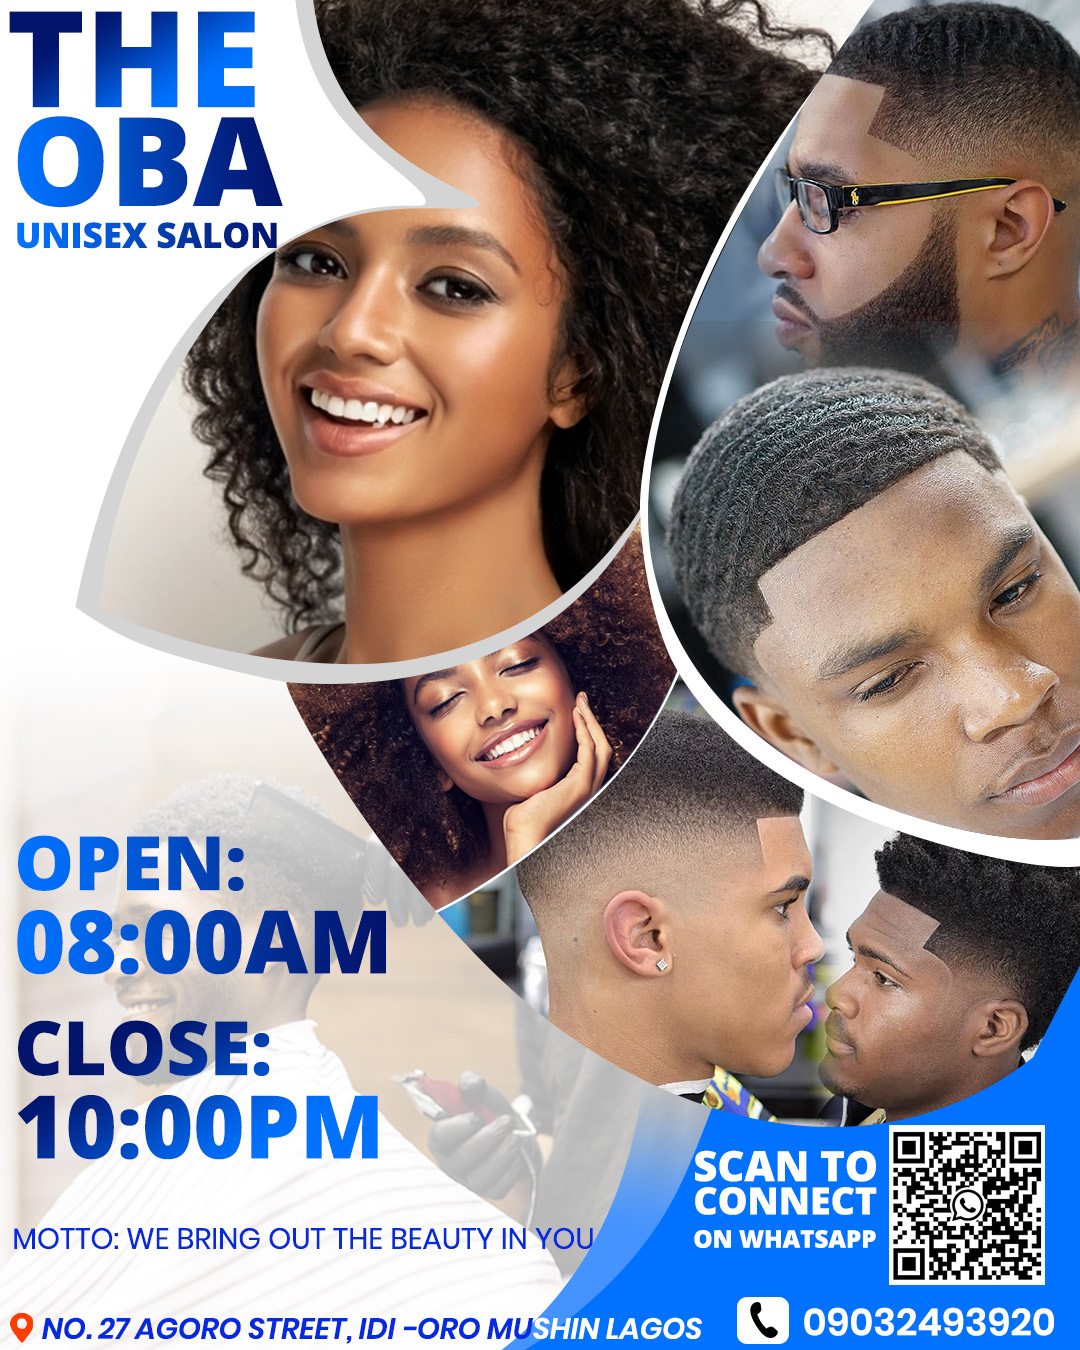 THE
OBA
UNISEX SALON
OPEN:
08:00AM
CLOSE:
10:00PM
MOTTO: WE BRING OUT THE BEAUTY IN YOU
SCAN TO
CONNECT
ON WHATSAPP
NO. 27 AGORO STREET, IDI -ORO MUSHIN LAGOS
09032493920